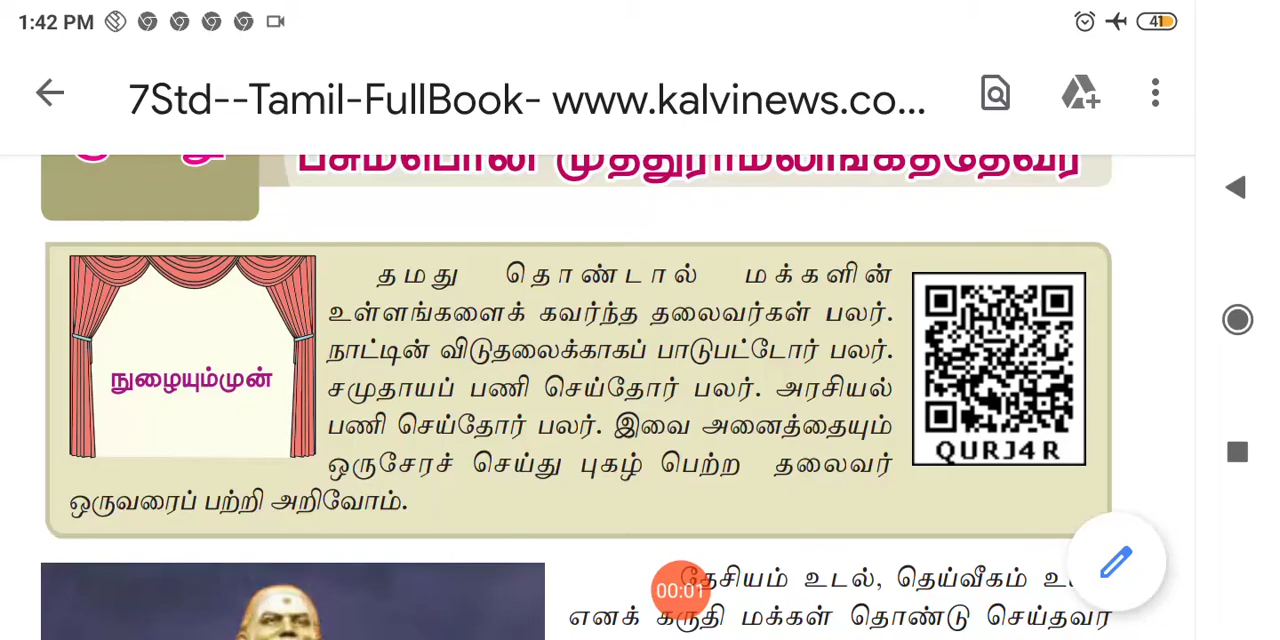 1:42 PM
41
7Std--Tamil-FullBook- www.kalvinews.co...
பசும்பொன் முத்துராமலிங்கத்தேவர்
தமது தொண்டால் மக்களின்
உள்ளங்களைக் கவர்ந்த தலைவர்கள் பலர்.
நாட்டின் விடுதலைக்காகப் பாடுபட்டோர் பலர்.
நுழையும்முன்
சமுதாயப் பணி செய்தோர் பலர். அரசியல்
பணி செய்தோர் பலர். இவை அனைத்தையும்
ஒருசேரச் செய்து புகழ் பெற்ற தலைவர்
ஒருவரைப் பற்றி அறிவோம்.
QURJ4R
தேசியம் உடல், தெய்வீகம்
00:01
எனக் கருதி மக்கள் தொண்டு செய்தவர்